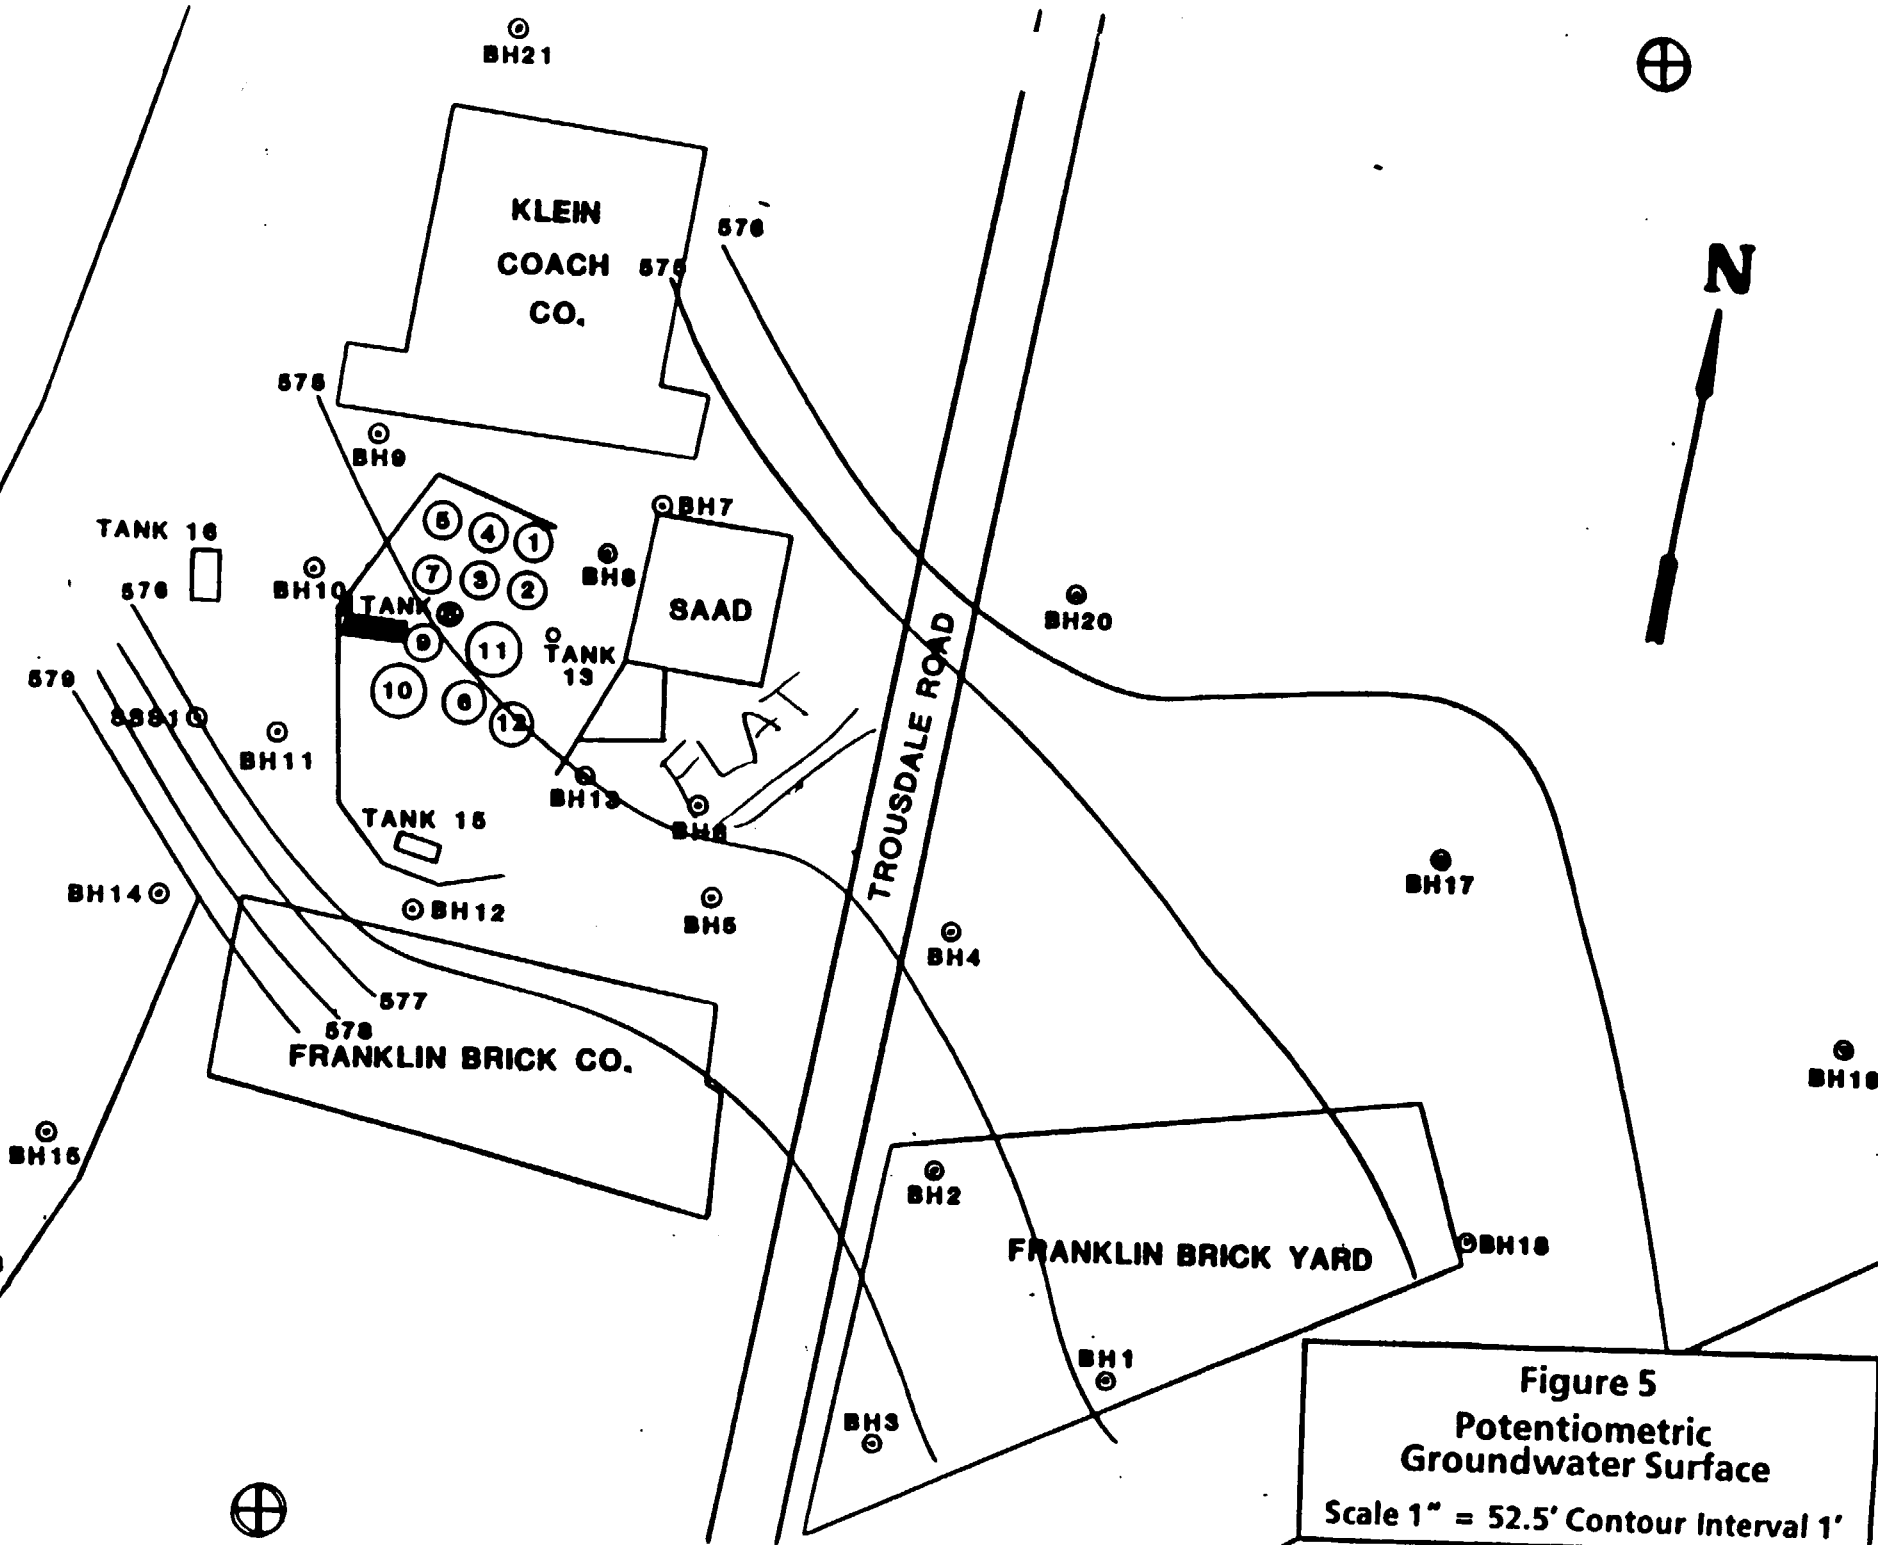 BH21
N
KLEIN
COACH
CO.
576
575
575
BH9
BH7
TANK 16
5
4
1
BH8
7
3
2
BH10
576
TANK
SAAD
BH20
9
11
TANK
13
579
10
6
12
SSS1
BH11
FLAT
TROUSDALE ROAD
BH13
TANK 15
BH6
BH14
BH12
BH5
BH4
BH17
577
578
FRANKLIN BRICK CO.
BH15
BH2
FRANKLIN BRICK YARD
BH18
BH1
BH3
Figure 5
Potentiometric
Groundwater Surface
Scale 1" = 52.5' Contour Interval 1'